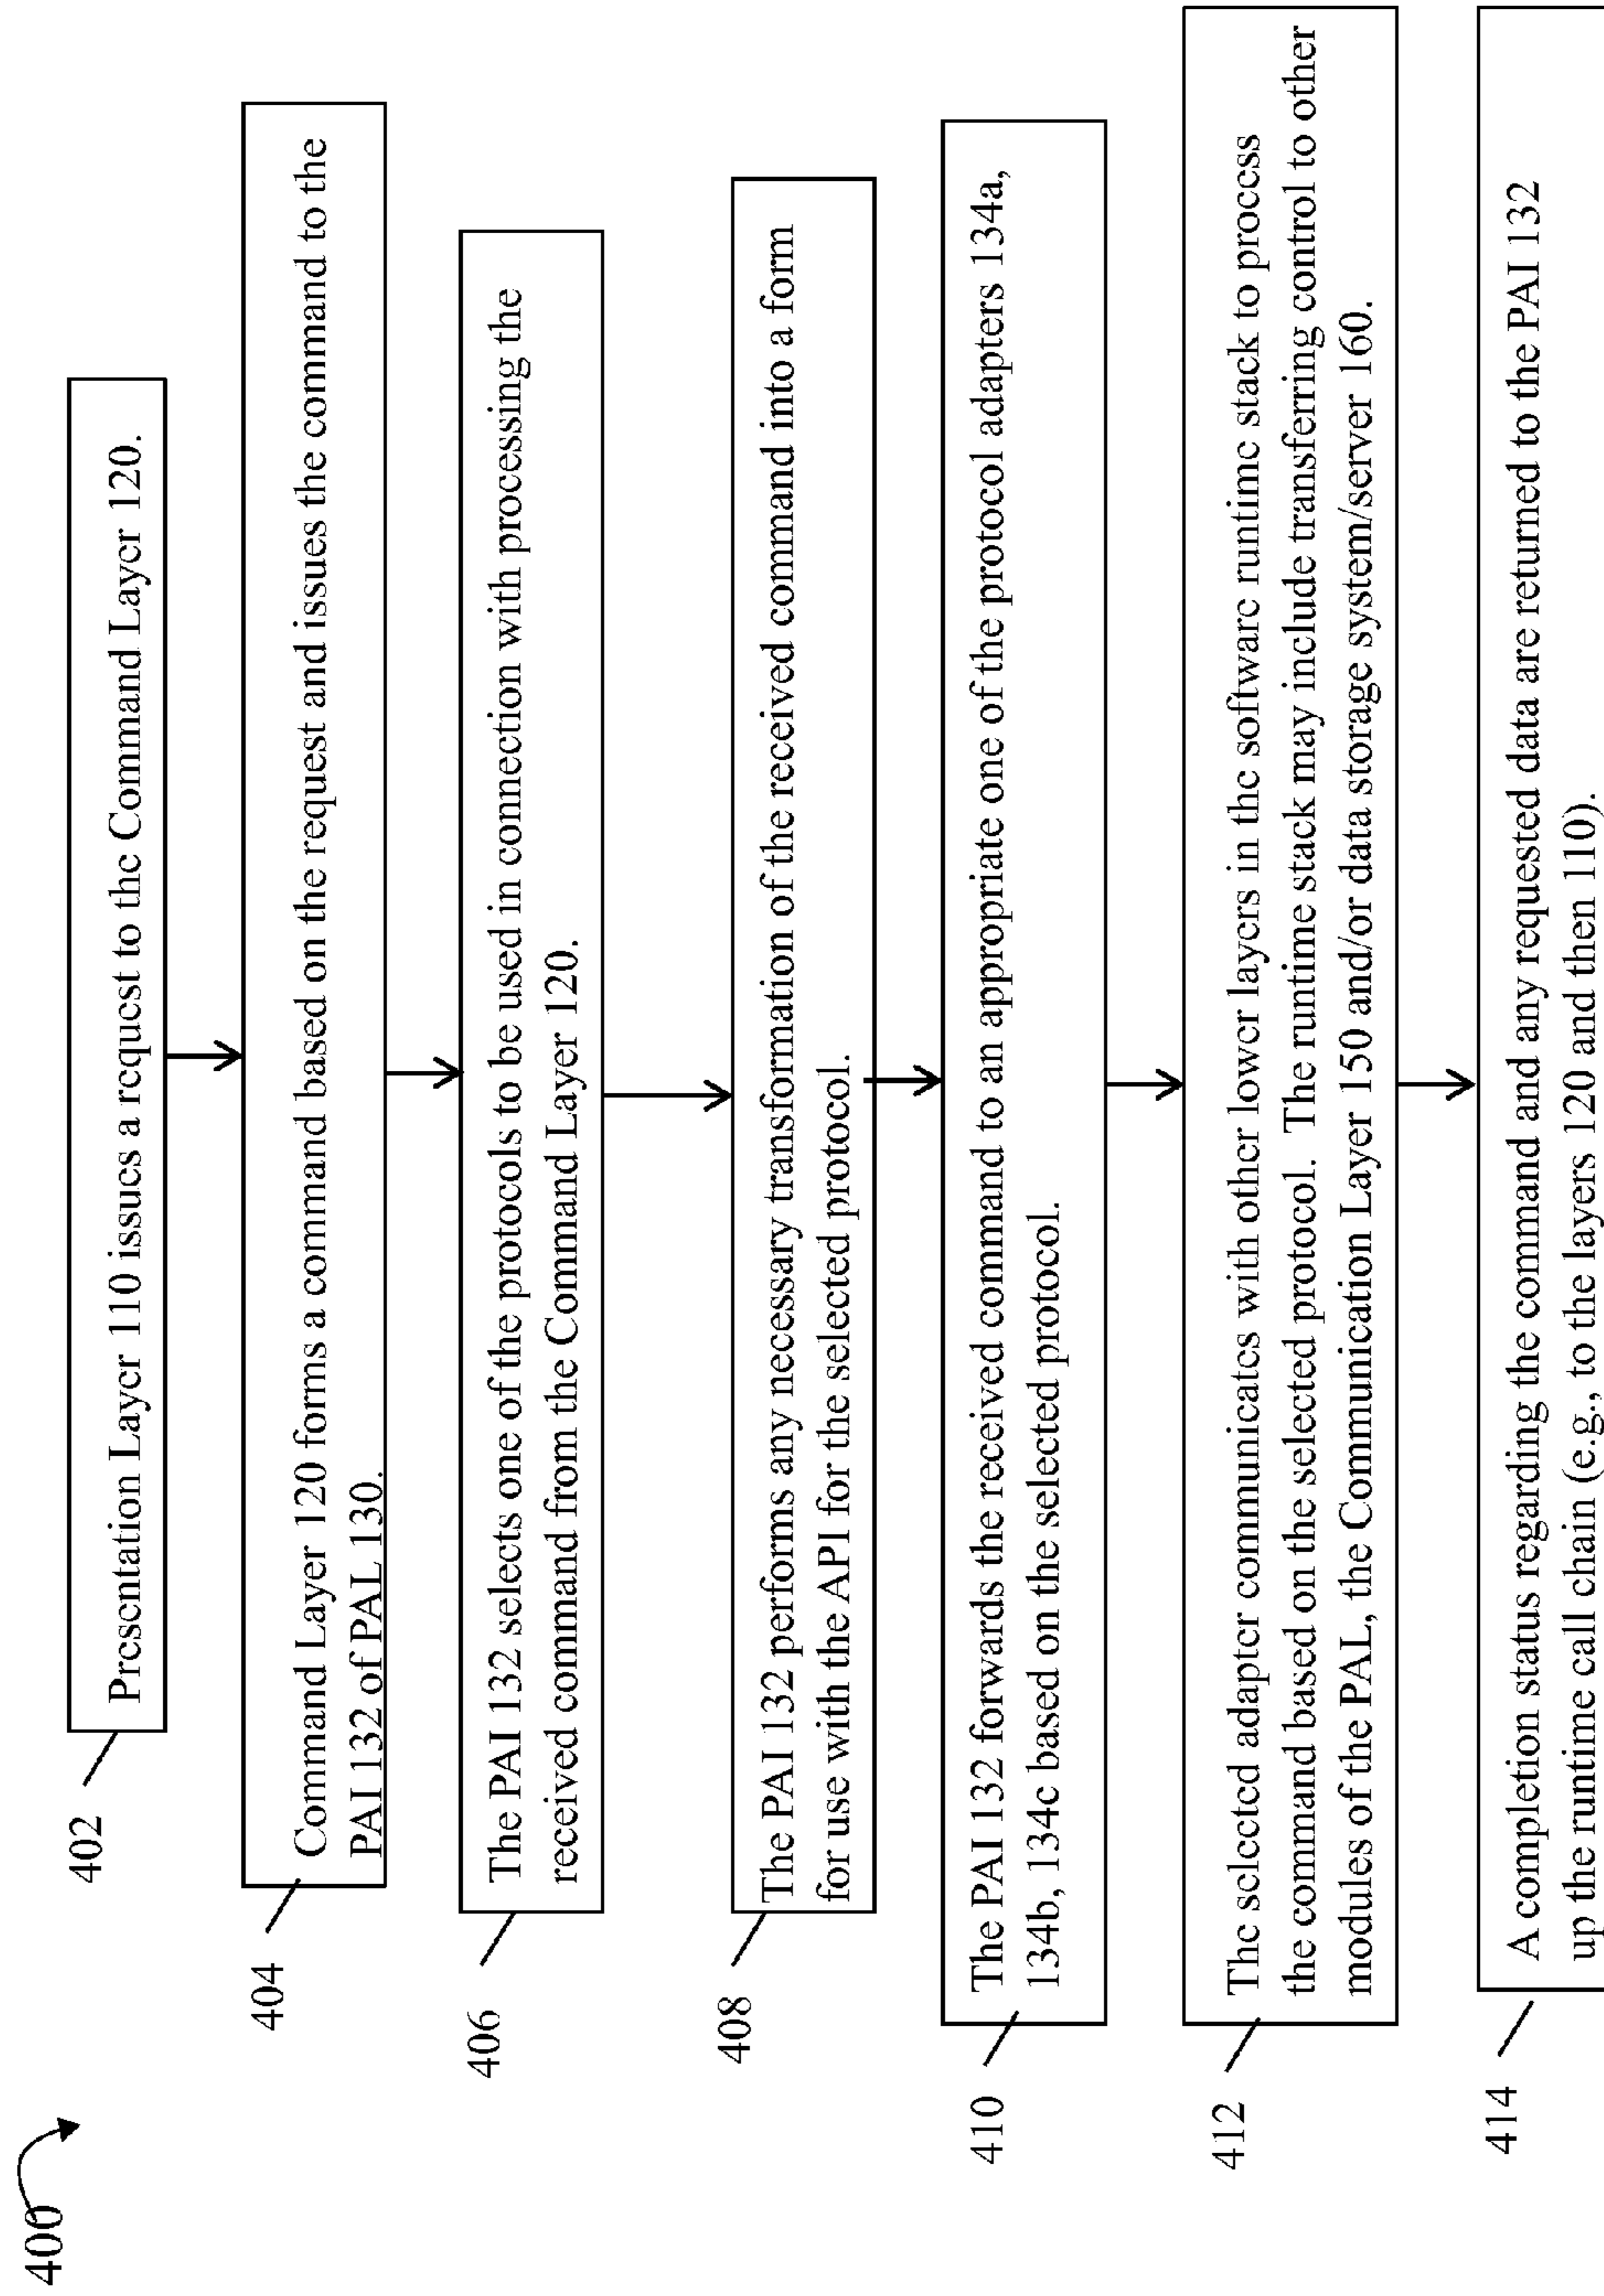 400
402
Presentation Layer 110 issues a request to the Command Layer 120.
404
Command Layer 120 forms a command based on the request and issues the command to the
PAI 132 of PAL 130.
406
The PAI 132 selects one of the protocols to be used in connection with processing the
received command from the Command Layer 120.
408
The PAI 132 performs any necessary transformation of the received command into a form
for use with the API for the selected protocol.
410
The PAI 132 forwards the received command to an appropriate one of the protocol adapters 134a,
134b, 134c based on the selected protocol.
412
The selected adapter communicates with other lower layers in the software runtime stack to process
the command based on the selected protocol. The runtime stack may include transferring control to other
modules of the PAL, the Communication Layer 150 and/or data storage system/server 160.
414
A completion status regarding the command and any requested data are returned to the PAI 132
up the runtime call chain (e.g., to the layers 120 and then 110).